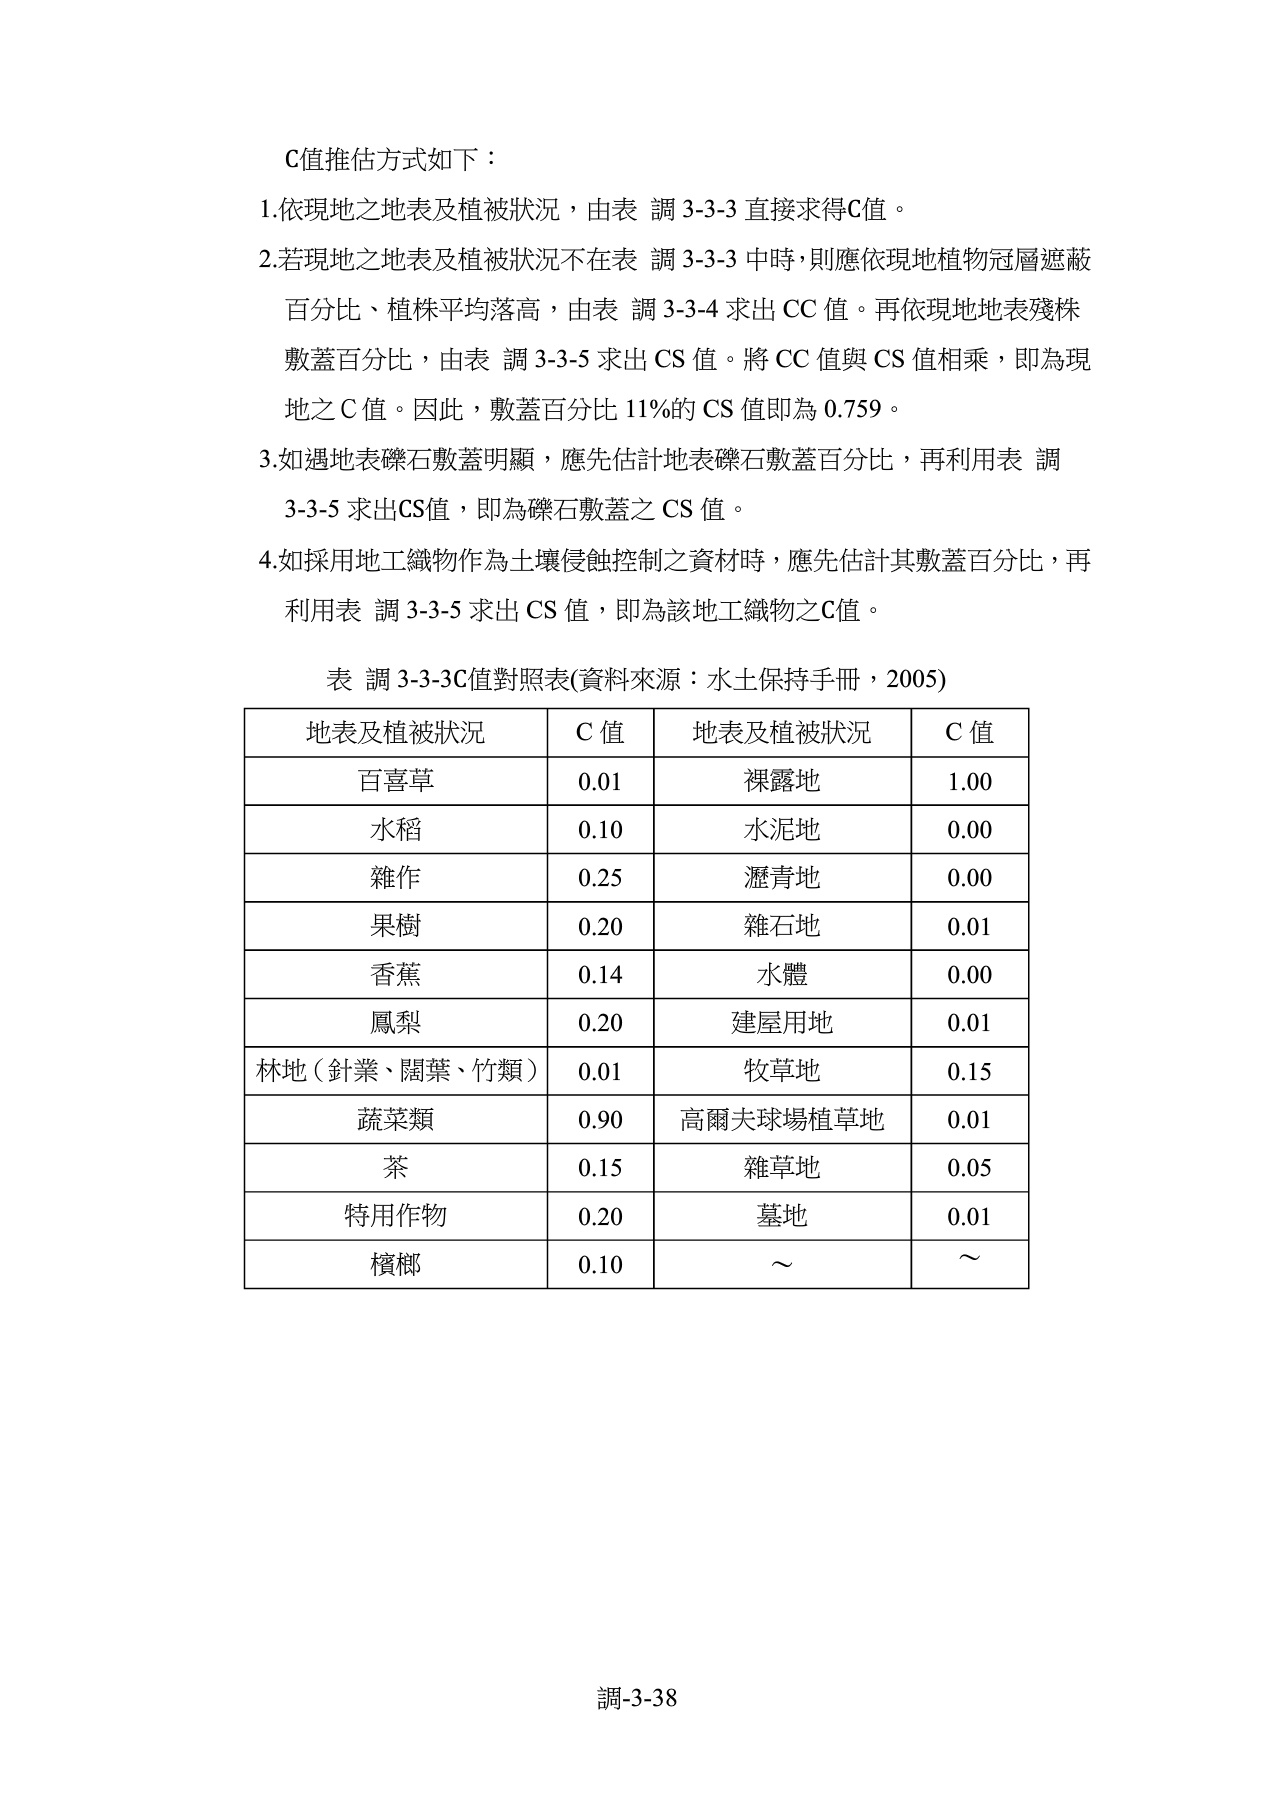 C值推估方式如下：
1.依現地之地表及植被狀況，由表 調 3-3-3 直接求得C值。
2.若現地之地表及植被狀況不在表 調 3-3-3 中時，則應依現地植物冠層遮蔽
百分比、植株平均落高，由表 調 3-3-4 求出 CC 值。再依現地地表殘株
敷蓋百分比，由表 調 3-3-5 求出 CS 值。將 CC 值與 CS 值相乘，即為現
地之Ｃ值。因此，敷蓋百分比 11%的 CS 值即為 0.759。
3.如遇地表礫石敷蓋明顯，應先估計地表礫石敷蓋百分比，再利用表 調
3-3-5 求出CS值，即為礫石敷蓋之 CS 值。
4.如採用地工織物作為土壤侵蝕控制之資材時，應先估計其敷蓋百分比，再
利用表 調 3-3-5 求出 CS 值，即為該地工織物之C值。
表 調 3-3-3C值對照表(資料來源：水土保持手冊，2005)
地表及植被狀況 C 值 地表及植被狀況 C 值
百喜草 0.01 裸露地 1.00
水稻 0.10 水泥地 0.00
雜作 0.25 瀝青地 0.00
果樹 0.20 雜石地 0.01
香蕉 0.14 水體 0.00
鳳梨 0.20 建屋用地 0.01
林地（針業、闊葉、竹類） 0.01 牧草地 0.15
蔬菜類 0.90 高爾夫球場植草地 0.01
茶 0.15 雜草地 0.05
特用作物 0.20 墓地 0.01
檳榔 0.10 ～ ～
調-3-38